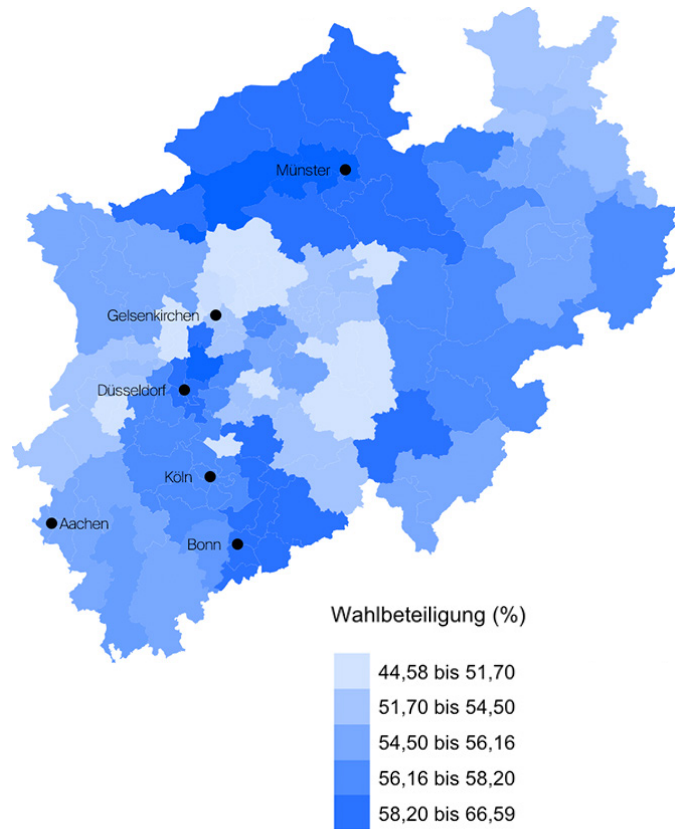 Münster
Gelsenkirchen
Düsseldorf
Köln
Aachen
Bonn
Wahlbeteiligung (%)
44,58 bis 51,70
51,70 bis 54,50
54,50 bis 56,16
56,16 bis 58,20
58,20 bis 66,59